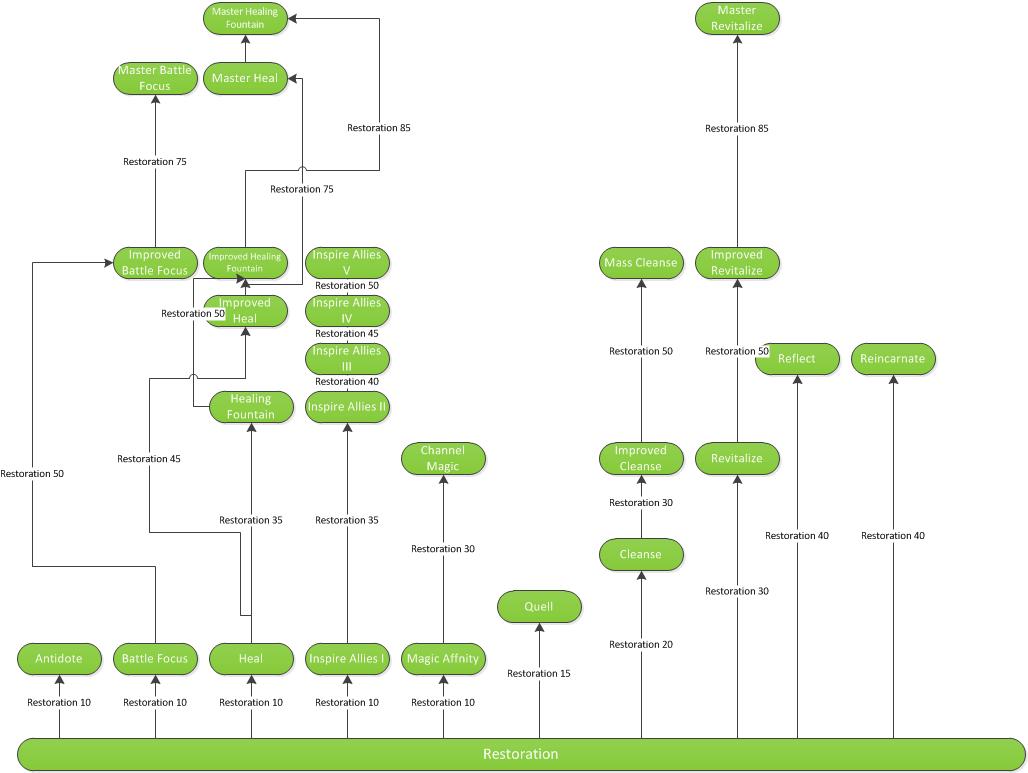 Master Healing
Fountain
Master
Revitalize
Master Battle
Focus
Master Heal
Restoration 85
Restoration 85
Restoration 75
Restoration 75
Improved
Battle Focus
Improved Healing
Fountain
Inspire Allies
V
Mass Cleanse
Improved
Revitalize
Restoration 50
Improved
Heal
Inspire Allies
IV
Restoration 50
Restoration 45
Inspire Allies
III
Restoration 50
Restoration 50
Reflect
Reincarnate
Restoration 40
Healing
Fountain
Inspire Allies II
Restoration 45
Channel
Magic
Improved
Cleanse
Revitalize
Restoration 50
Restoration 30
Restoration 35
Restoration 35
Restoration 40
Restoration 40
Restoration 30
Cleanse
Restoration 30
Quell
Restoration 20
Antidote
Battle Focus
Heal
Inspire Allies I
Magic Affnity
Restoration 15
Restoration 10
Restoration 10
Restoration 10
Restoration 10
Restoration 10
Restoration